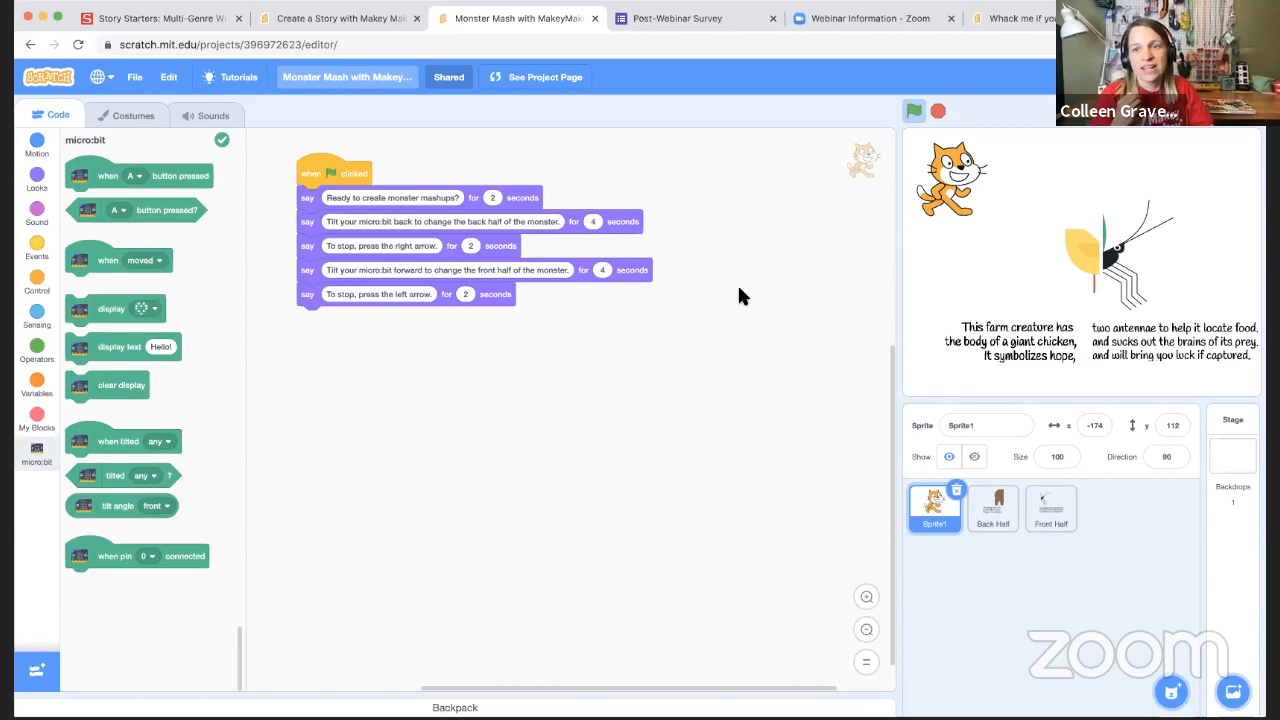 Story Starters: Multi-Genre Wr
Create a Story with Makey Make
Monster Mash with MakeyMake
Post-Webinar Survey
Webinar Information - Zoom
Whack me if you
scratch.mit.edu/projects/396972623/editor/
SCRATCH
File
Edit
Tutorials
Monster Mash with Makey...
Shared
See Project Page
Colleen Grave...
Code
Costumes
Sounds
Motion
Looks
Sound
Events
Control
Sensing
Operators
Variables
My Blocks
micro:bit
micro:bit
when A button pressed
A button pressed?
when moved
display
display text Hello!
clear display
when tilted any
tilted any ?
tilt angle front
when pin 0 connected
when clicked
say Ready to create monster mashups? for 2 seconds
say Tilt your micro:bit back to change the back half of the monster. for 4 seconds
say To stop, press the right arrow. for 2 seconds
say Tilt your micro:bit forward to change the front half of the monster. for 4 seconds
say To stop, press the left arrow. for 2 seconds
This farm creature has two antennae to help it locate food.
the body of a giant chicken, and sucks out the brains of its prey.
It symbolizes hope, and will bring you luck if captured.
Sprite Sprite1 x -174 y 112
Show Size 100 Direction 90
Sprite1
Back Half
Front Half
Stage
Backdrops
1
zoom
Backpack